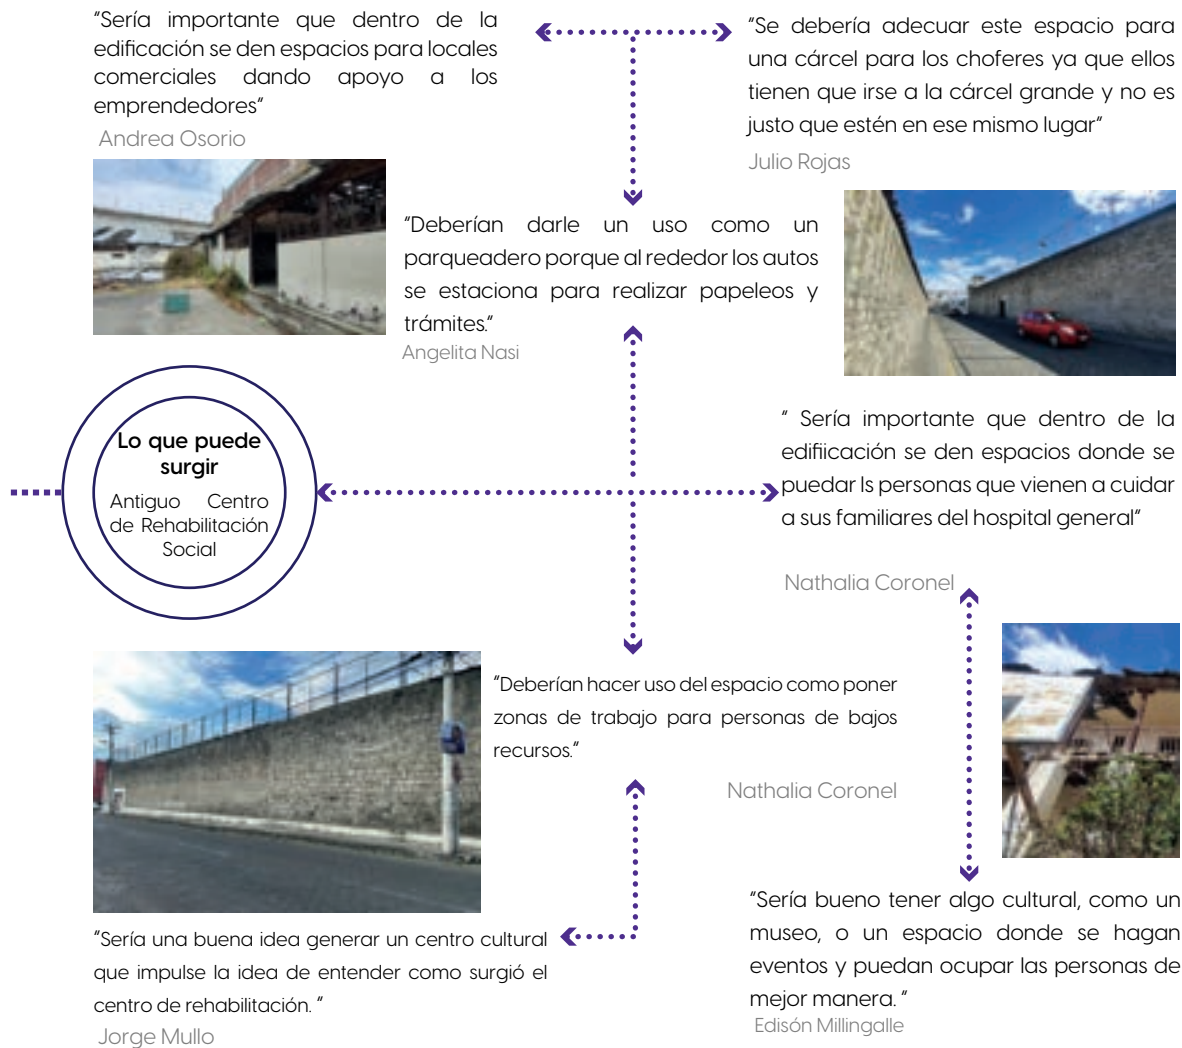 "Sería importante que dentro de la
edificación se den espacios para locales
comerciales dando apoyo a los
emprendedores"
Andrea Osorio
"Se debería adecuar este espacio para
una cárcel para los choferes ya que ellos
tienen que irse a la cárcel grande y no es
justo que estén en ese mismo lugar"
Julio Rojas
"Deberían darle un uso como un
parqueadero porque al rededor los autos
se estaciona para realizar papeleos y
trámites."
Angelita Nasi
Lo que puede
surgir
Antiguo Centro
de Rehabilitación
Social
" Sería importante que dentro de la
edifiicación se den espacios donde se
puedar ls personas que vienen a cuidar
a sus familiares del hospital general"
Nathalia Coronel
"Deberían hacer uso del espacio como poner
zonas de trabajo para personas de bajos
recursos."
Nathalia Coronel
"Sería una buena idea generar un centro cultural
que impulse la idea de entender como surgió el
centro de rehabilitación. "
Jorge Mullo
"Sería bueno tener algo cultural, como un
museo, o un espacio donde se hagan
eventos y puedan ocupar las personas de
mejor manera. "
Edisón Millingalle